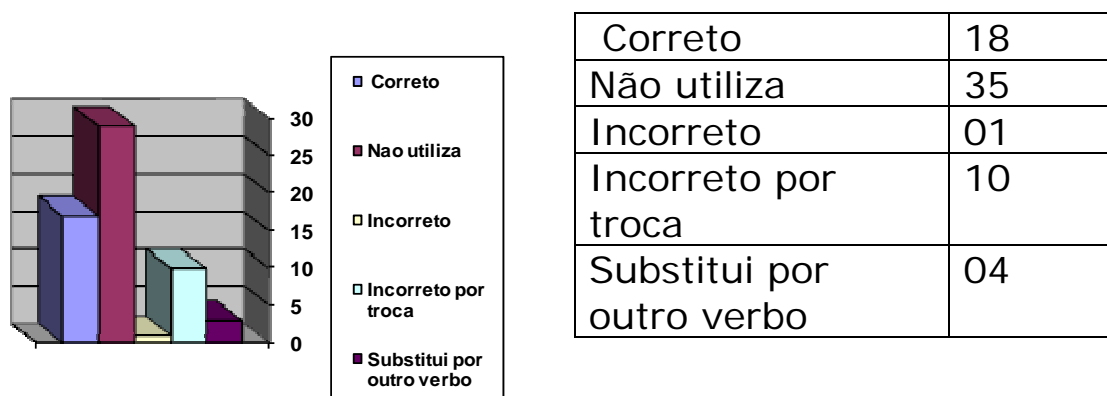 30
25
20
15
10
5
0
Correto
Nao utiliza
Incorreto
Incorreto por
troca
Substitui por
outro verbo
Correto 18
Não utiliza 35
Incorreto 01
Incorreto por 10
troca
Substitui por 04
outro verbo